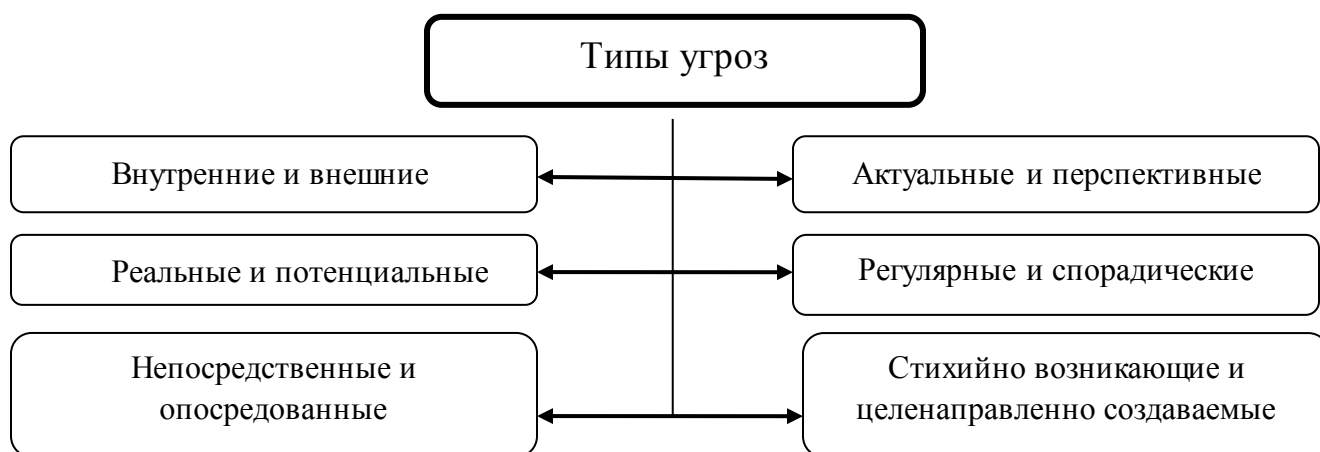 Типы угроз
Внутренние и внешние
Актуальные и перспективные
Реальные и потенциальные
Регулярные и спорадические
Непосредственные и
опосредованные
Стихийно возникающие и
целенаправленно создаваемые